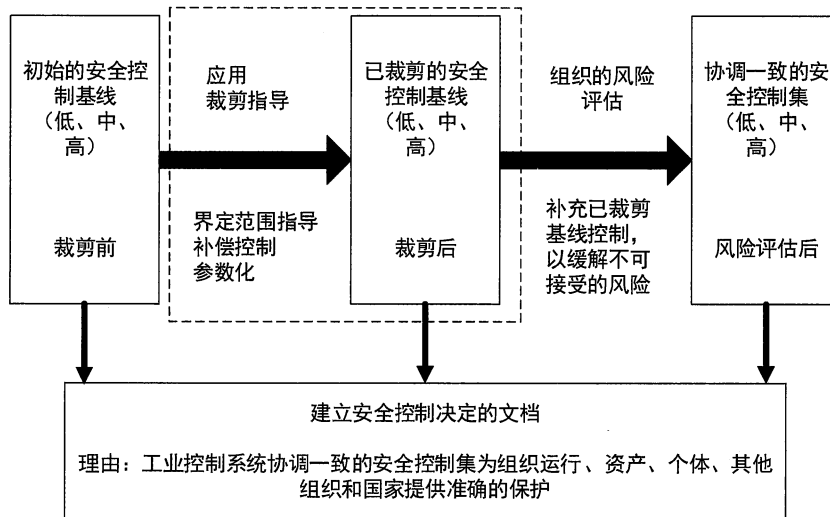 初始的安全控
制基线
（低、中、
高）
裁剪前
应用
裁剪指导
界定范围指导
补偿控制
参数化
已裁剪的安全
控制基线
（低、中、
高）
裁剪后
组织的风险
评估
补充已裁剪
基线控制，
以缓解不可
接受的风险
协调一致的安
全控制集
（低、中、
高）
风险评估后
建立安全控制决定的文档
理由：工业控制系统协调一致的安全控制集为组织运行、资产、个体、其他
组织和国家提供准确的保护